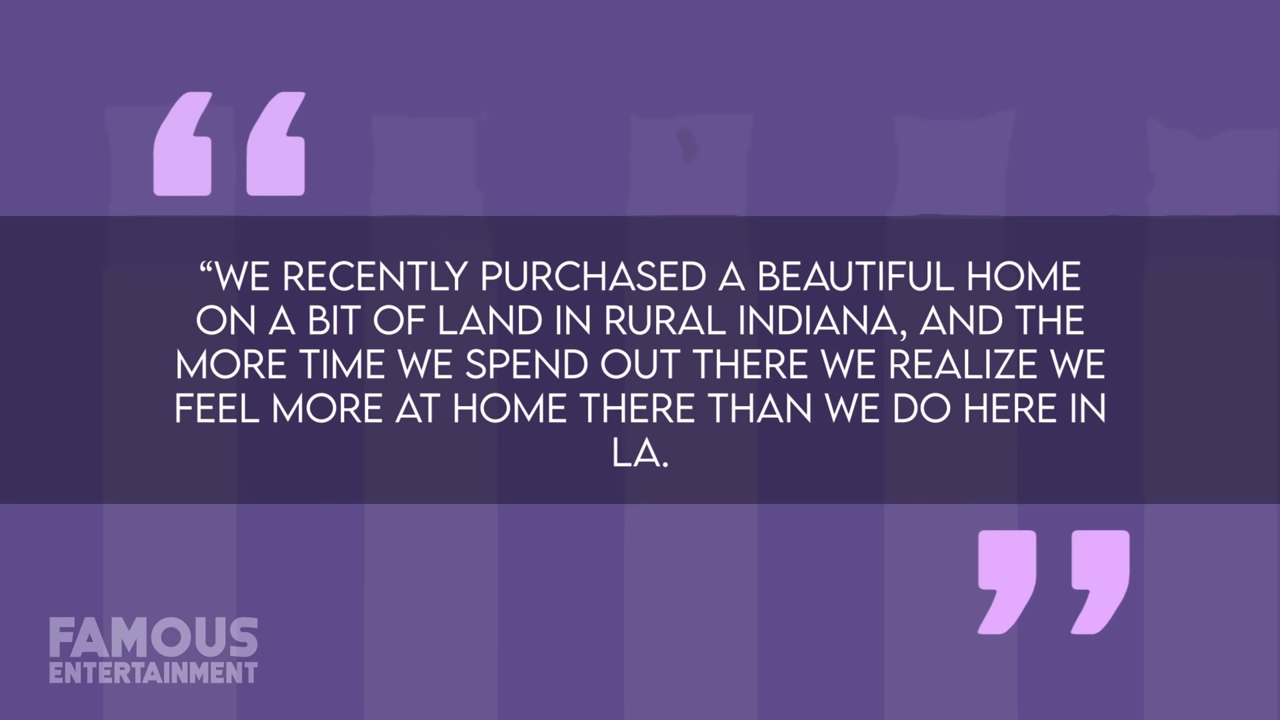 “WE RECENTLY PURCHASED A BEAUTIFUL HOME
ON A BIT OF LAND IN RURAL INDIANA, AND THE
MORE TIME WE SPEND OUT THERE WE REALIZE WE
FEEL MORE AT HOME THERE THAN WE DO HERE IN
LA.
FAMOUS
ENTERTAINMENT